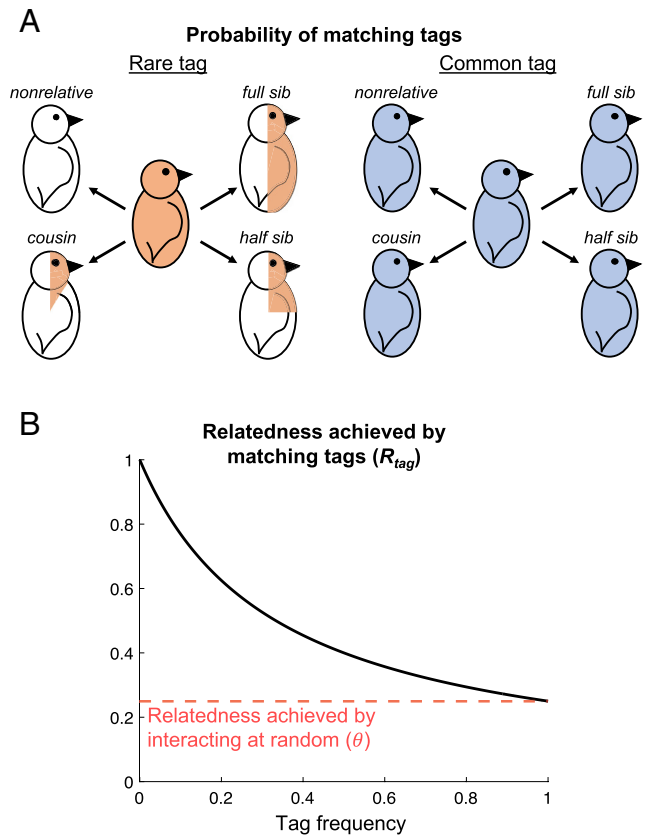 A
Probability of matching tags
Rare tag
Common tag
nonrelative
full sib
nonrelative
full sib
cousin
half sib
cousin
half sib
B
Relatedness achieved by
matching tags (R_tag)
1
0.8
0.6
0.4
0.2
0
Relatedness achieved by
interacting at random (θ)
0
0.2
0.4
0.6
0.8
1
Tag frequency